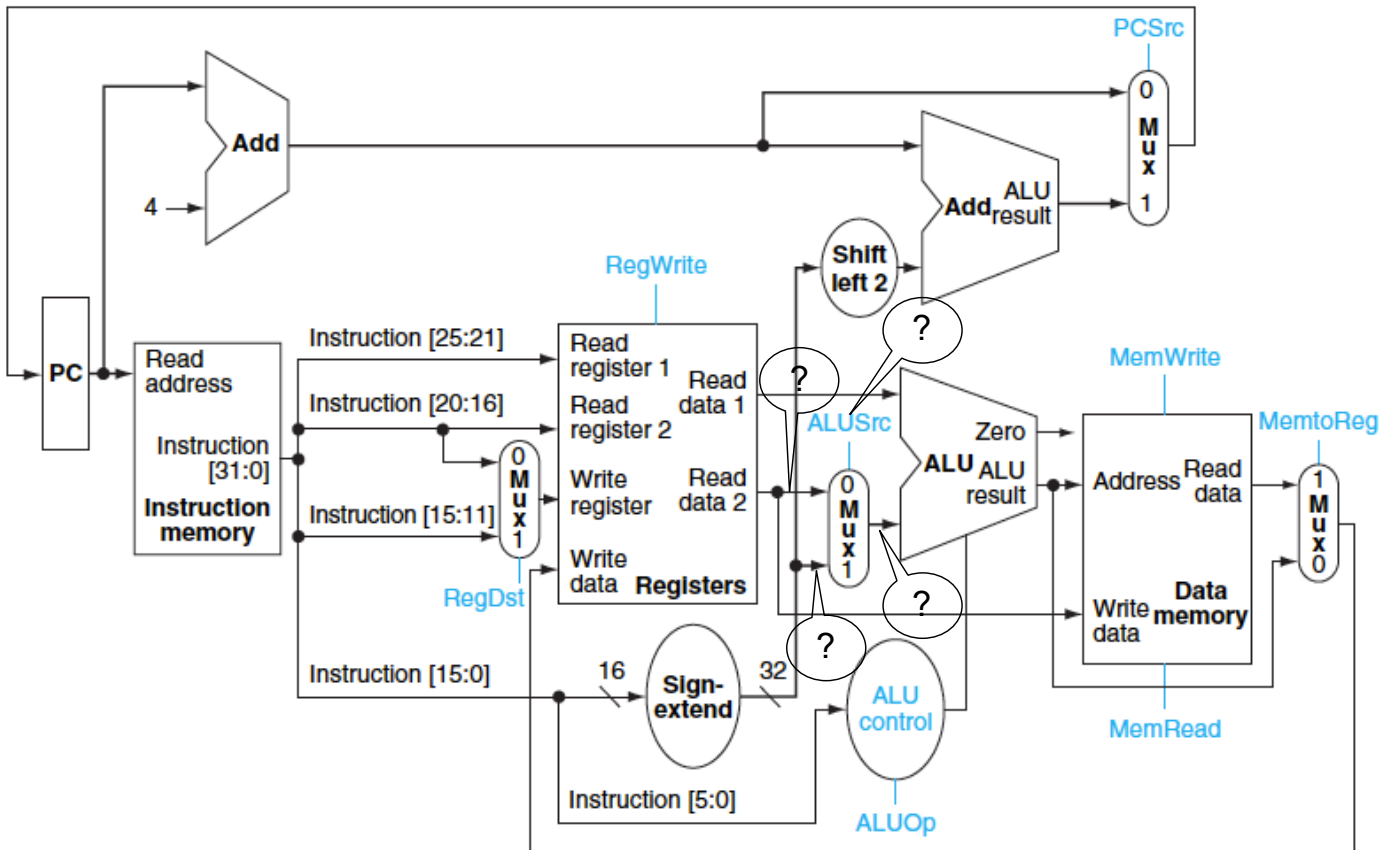 PCSrc
0
Mux
1
Add
4
Add
ALU
result
Shift
left 2
RegWrite
?
PC
Read
address
Instruction
[31:0]
Instruction
memory
Instruction [25:21]
Instruction [20:16]
Instruction [15:11]
0
Mux
1
RegDst
Read
register 1
Read
register 2
Write
register
Write
data
Read
data 1
Read
data 2
Registers
?
ALUSrc
0
Mux
1
?
?
Zero
ALU
ALU
result
MemWrite
Address
Read
data
Write
data
Data
memory
MemRead
MemtoReg
1
Mux
0
Instruction [15:0]
16
Sign-
extend
32
ALU
control
Instruction [5:0]
ALUOp